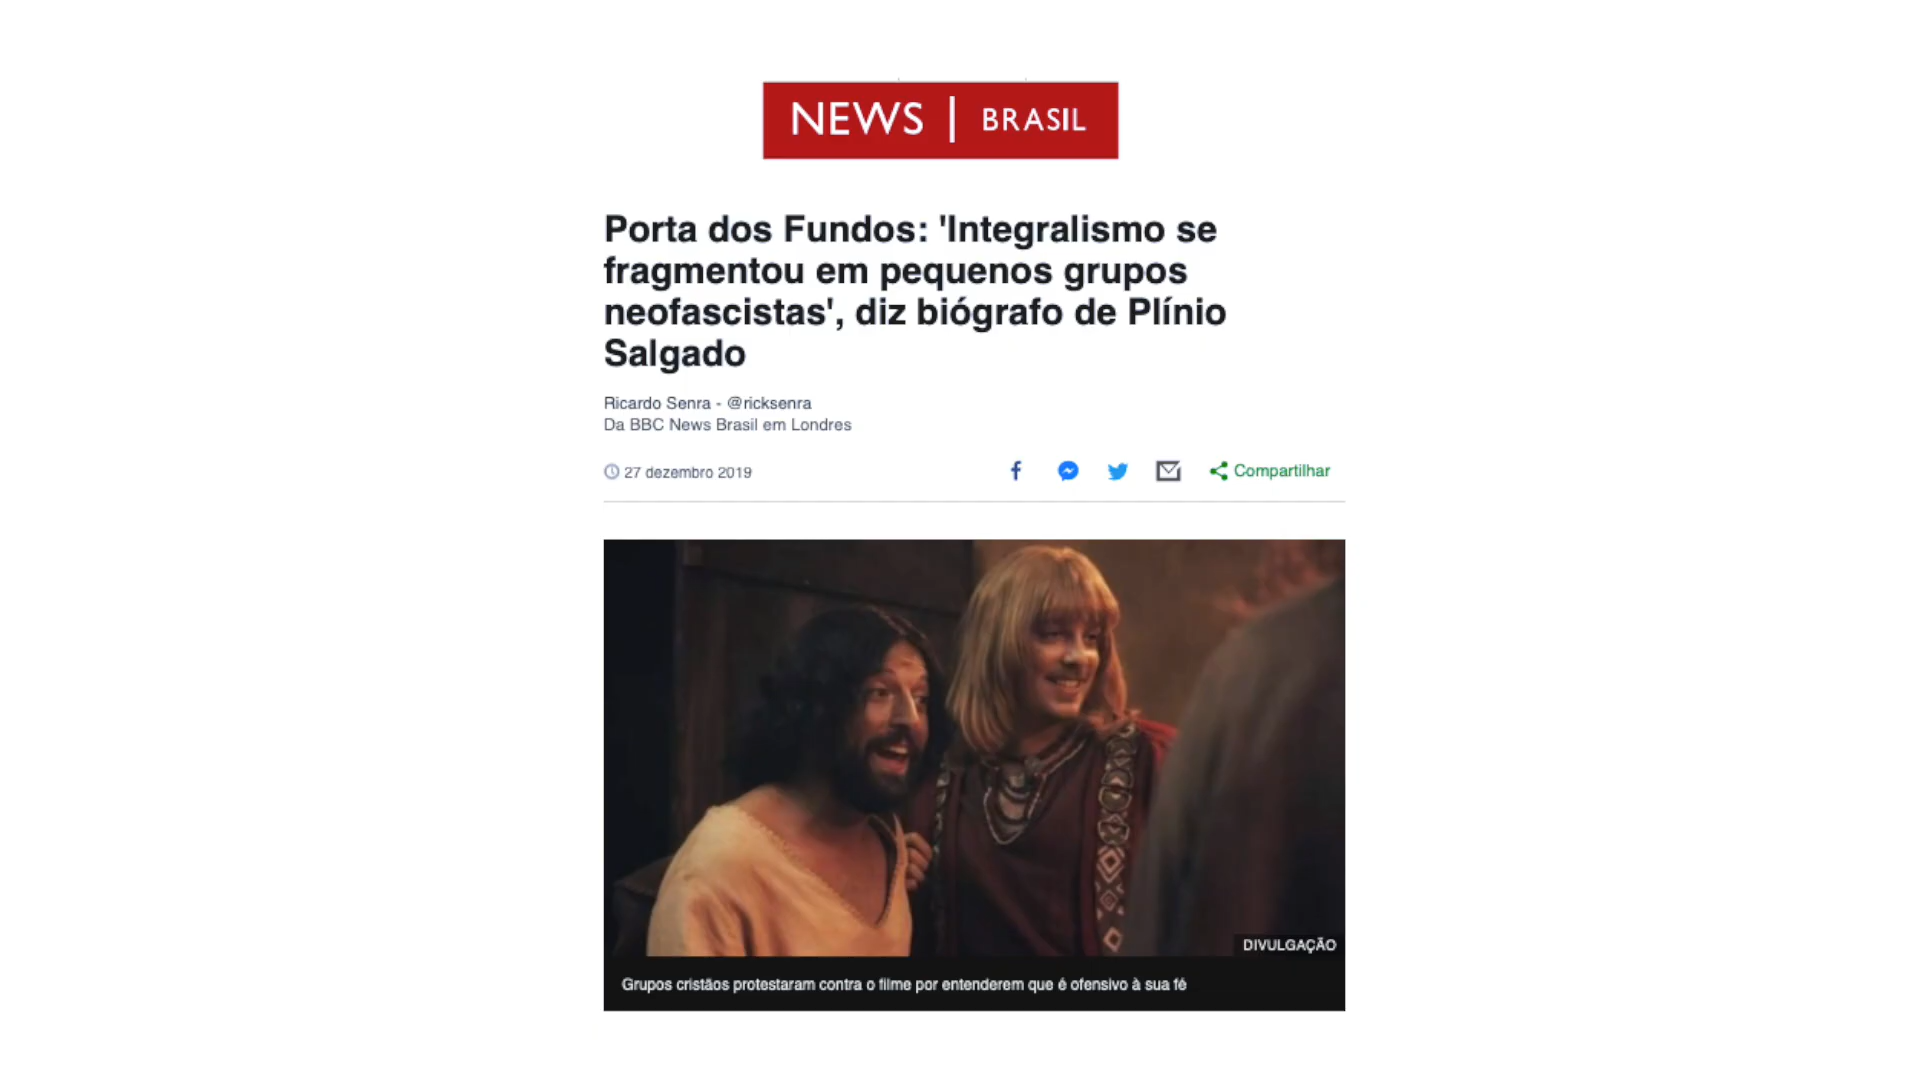 NEWS | BRASIL
Porta dos Fundos: 'Integralismo se
fragmentou em pequenos grupos
neofascistas', diz biógrafo de Plínio
Salgado
Ricardo Senra - @ricksenra
Da BBC News Brasil em Londres
27 dezembro 2019
Compartilhar
DIVULGAÇÃO
Grupos cristãos protestaram contra o filme por entenderem que é ofensivo à sua fé